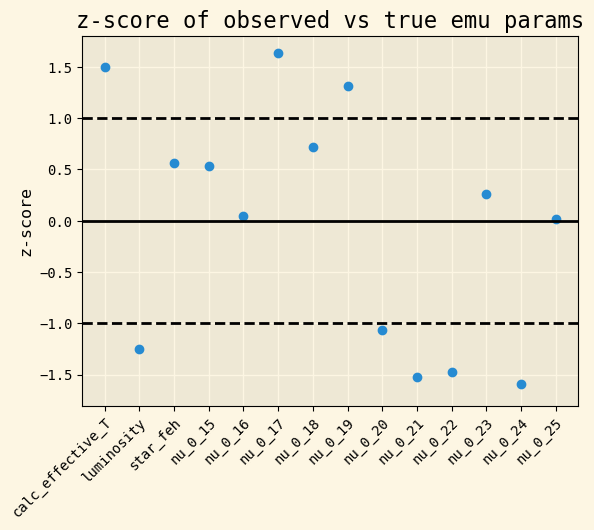 z-score of observed vs true emu params
z-score
1.5
1.0
0.5
0.0
−0.5
−1.0
−1.5
calc_effective_T
luminosity
star_feh
nu_0_15
nu_0_16
nu_0_17
nu_0_18
nu_0_19
nu_0_20
nu_0_21
nu_0_22
nu_0_23
nu_0_24
nu_0_25